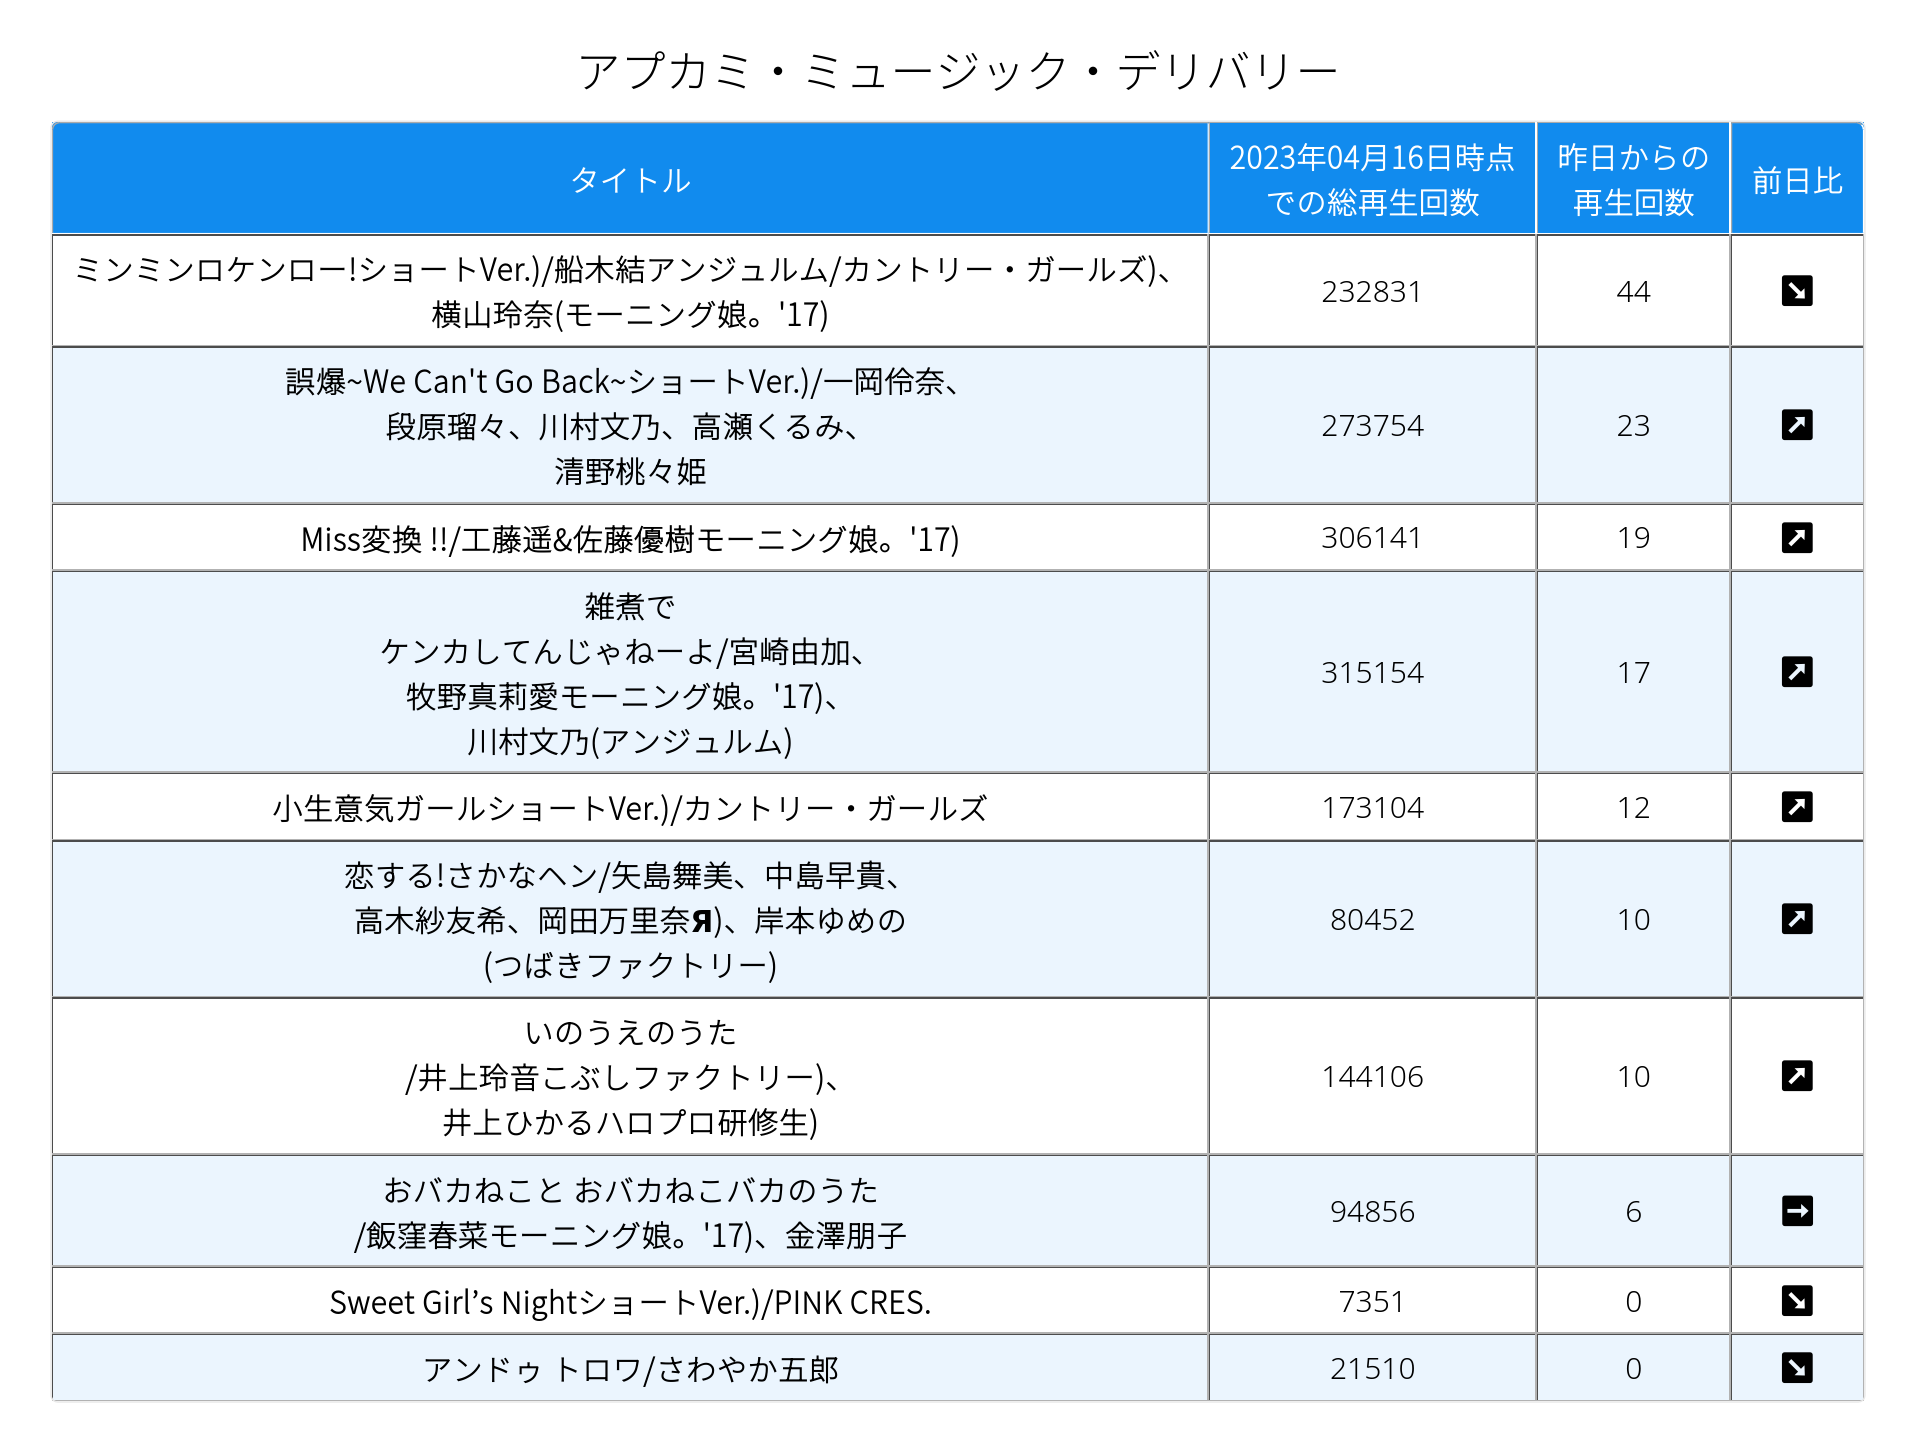 アプカミ・ミュージック・デリバリー
タイトル
2023年04月16日時点
での総再生回数
昨日からの
再生回数
前日比
ミンミンロケンロー!ショートVer.)/船木結アンジュルム/カントリー・ガールズ)、
横山玲奈(モーニング娘。'17)
232831
44
誤爆~We Can't Go Back~ショートVer.)/一岡伶奈、
段原瑠々、川村文乃、高瀬くるみ、
清野桃々姫
273754
23
Miss変換 !!/工藤遥&佐藤優樹モーニング娘。'17)
306141
19
雑煮で
ケンカしてんじゃねーよ/宮崎由加、
牧野真莉愛モーニング娘。'17)、
川村文乃(アンジュルム)
315154
17
小生意気ガールショートVer.)/カントリー・ガールズ
173104
12
恋する!さかなヘン/矢島舞美、中島早貴、
高木紗友希、岡田万里奈Я)、岸本ゆめの
(つばきファクトリー)
80452
10
いのうえのうた
/井上玲音こぶしファクトリー)、
井上ひかるハロプロ研修生)
144106
10
おバカねこと おバカねこバカのうた
/飯窪春菜モーニング娘。'17)、金澤朋子
94856
6
Sweet Girl’s NightショートVer.)/PINK CRES.
7351
0
アンドゥ トロワ/さわやか五郎
21510
0